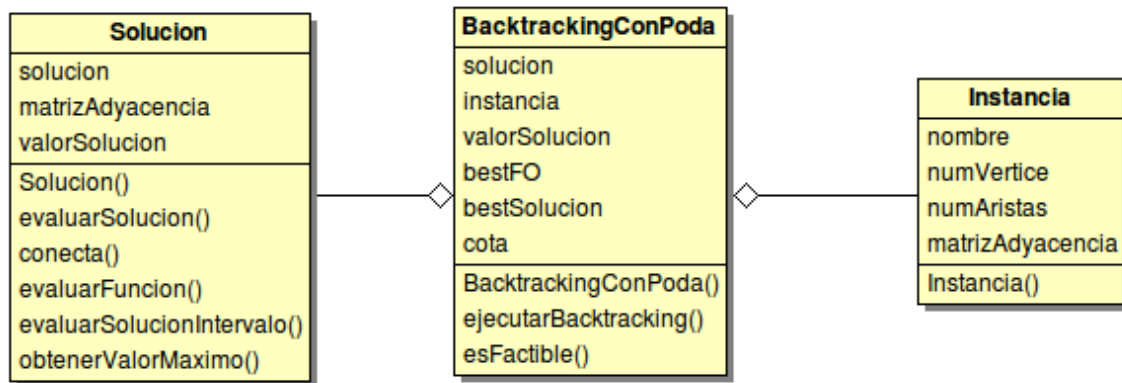 Solucion
solucion
matrizAdyacencia
valorSolucion
Solucion()
evaluarSolucion()
conecta()
evaluarFuncion()
evaluarSolucionIntervalo()
obtenerValorMaximo()
BacktrackingConPoda
solucion
instancia
valorSolucion
bestFO
bestSolucion
cota
BacktrackingConPoda()
ejecutarBacktracking()
esFactible()
Instancia
nombre
numVertice
numAristas
matrizAdyacencia
Instancia()